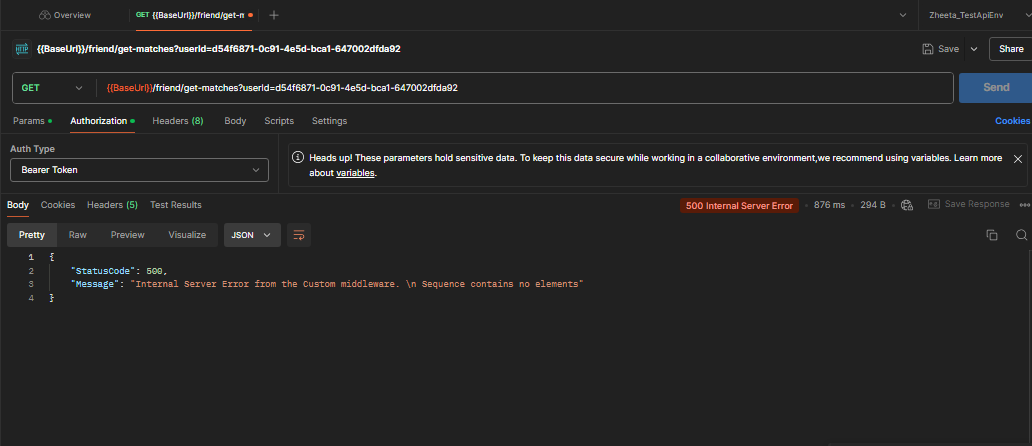 Overview
GET {{BaseUrl}}/friend/get-m
Zheeta_TestApiEnv
HTTP {{BaseUrl}}/friend/get-matches?userId=d54f6871-0c91-4e5d-bca1-647002dfda92
Save
Share
GET
{{BaseUrl}}/friend/get-matches?userId=d54f6871-0c91-4e5d-bca1-647002dfda92
Send
Params
Authorization
Headers (8)
Body
Scripts
Settings
Cookies
Auth Type
Bearer Token
Heads up! These parameters hold sensitive data. To keep this data secure while working in a collaborative environment,we recommend using variables. Learn more
about variables.
Body
Cookies
Headers (5)
Test Results
500 Internal Server Error
876 ms
294 B
Save Response
Pretty
Raw
Preview
Visualize
JSON
1 {
2 "StatusCode": 500,
3 "Message": "Internal Server Error from the Custom middleware. \n Sequence contains no elements"
4 }